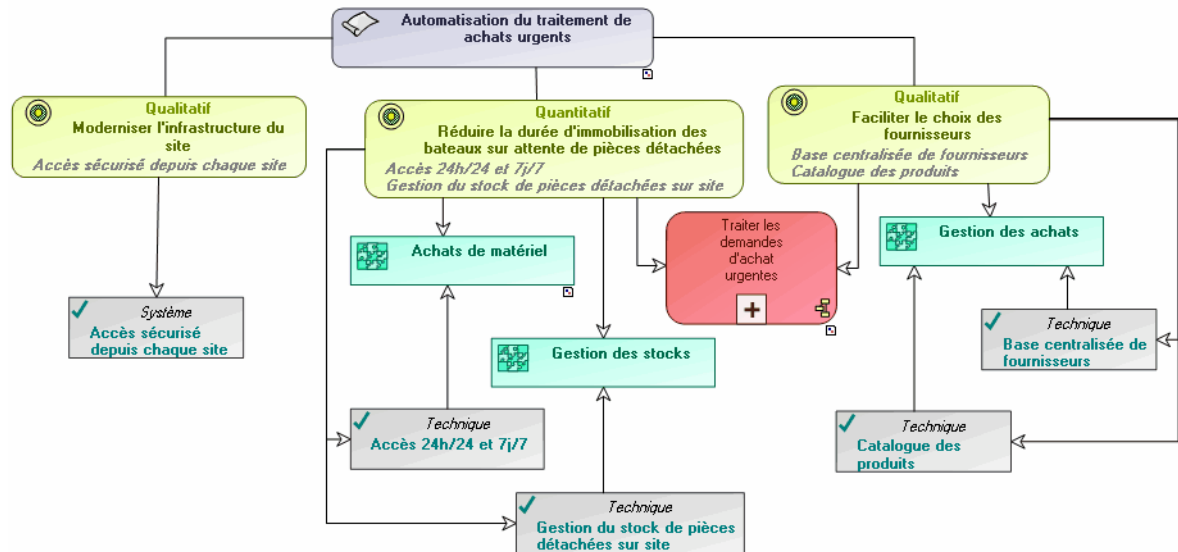 Automatisation du traitement de
achats urgents
Qualitatif
Moderniser l'infrastructure du
site
Accès sécurisé depuis chaque site
Quantitatif
Réduire la durée d'immobilisation des
bateaux sur attente de pièces détachées
Accès 24h/24 et 7j/7
Gestion du stock de pièces détachées sur site
Qualitatif
Faciliter le choix des
fournisseurs
Base centralisée de fournisseurs
Catalogue des produits
Achats de matériel
Traiter les
demandes
d'achat
urgentes
Gestion des achats
Système
Accès sécurisé
depuis chaque site
Gestion des stocks
Technique
Base centralisée de
fournisseurs
Technique
Accès 24h/24 et 7j/7
Technique
Catalogue des
produits
Technique
Gestion du stock de pièces
détachées sur site